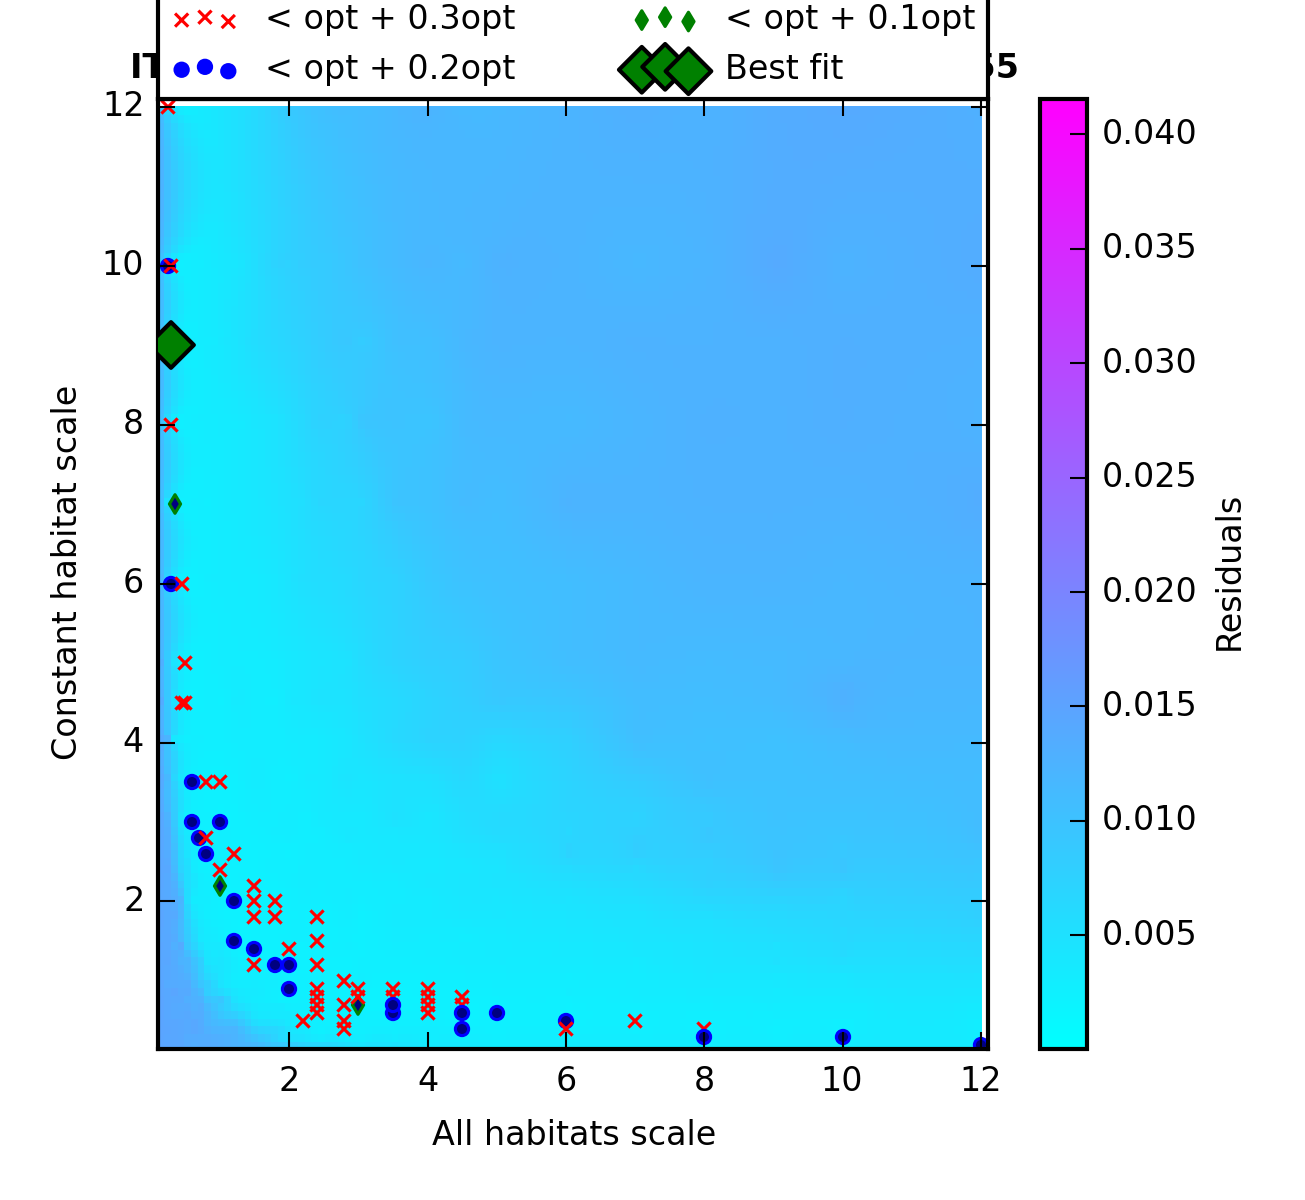 < opt + 0.3opt
< opt + 0.1opt
< opt + 0.2opt
Best fit
12
10
8
6
4
2
Constant habitat scale
2 4 6 8 10 12
All habitats scale
0.040
0.035
0.030
0.025
0.020
0.015
0.010
0.005
Residuals